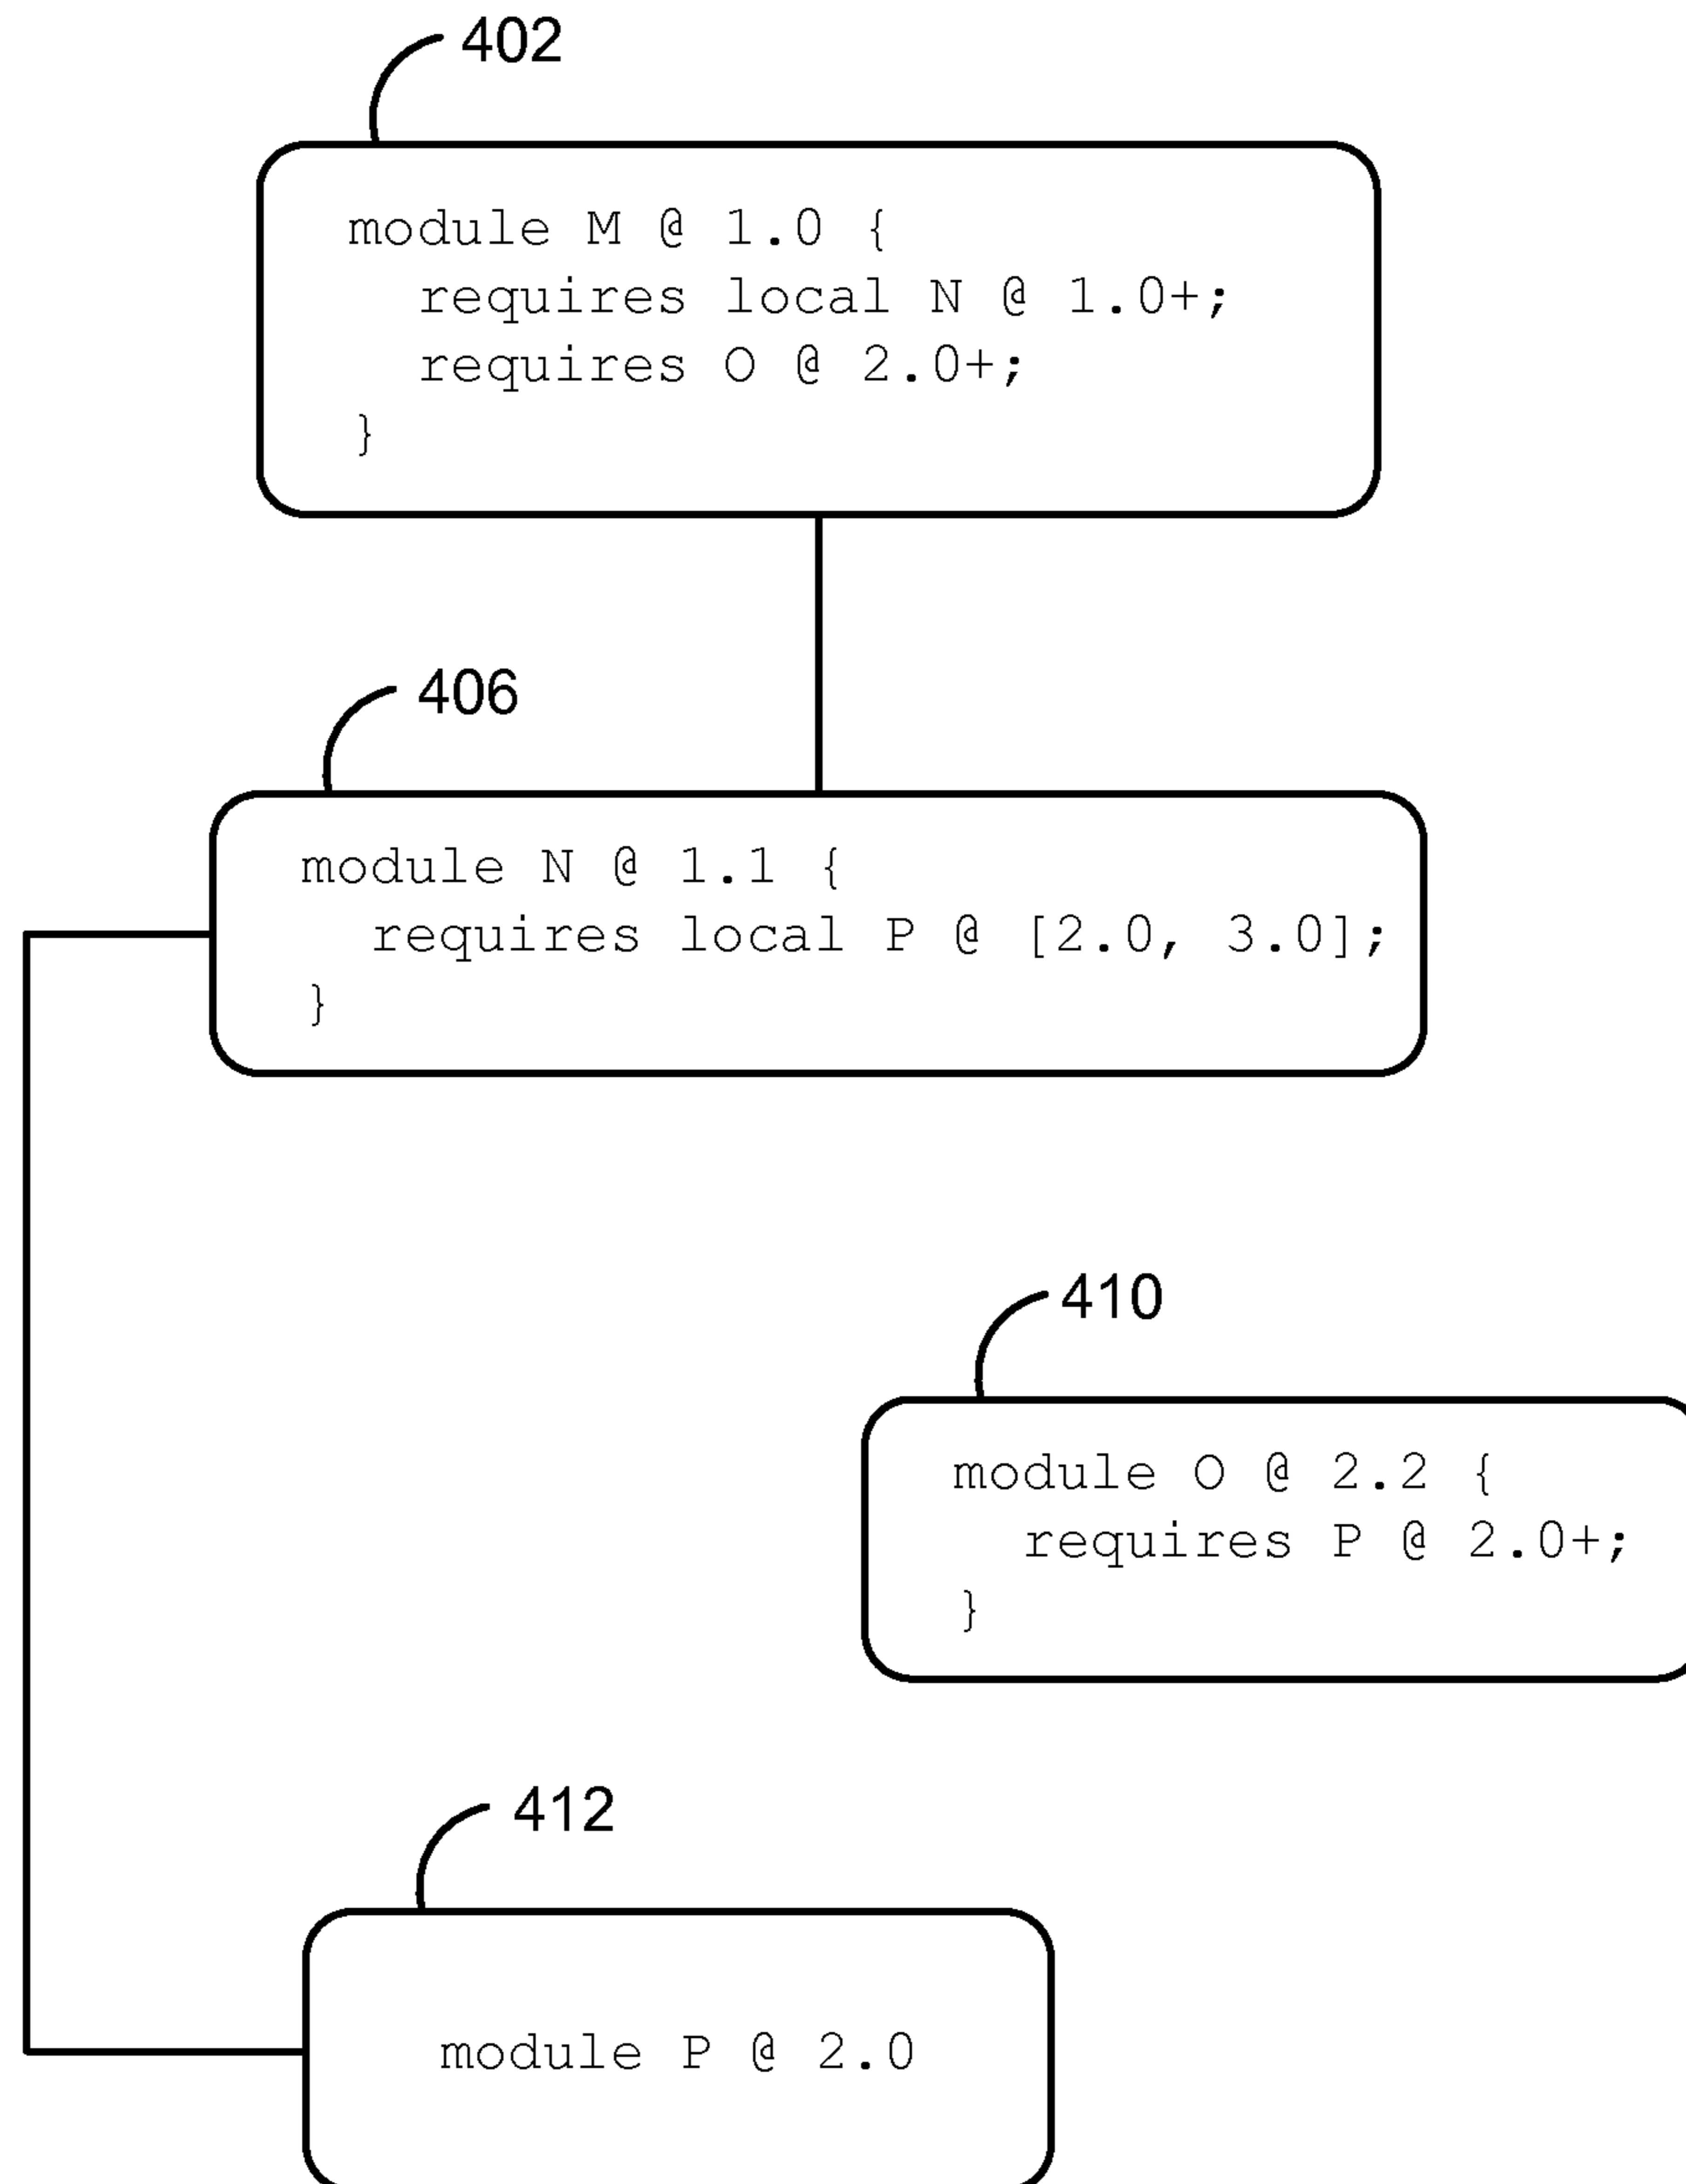 402
module M @ 1.0 {
requires local N @ 1.0+;
requires O @ 2.0+;
}
406
module N @ 1.1 {
requires local P @ [2.0, 3.0];
}
410
module O @ 2.2 {
requires P @ 2.0+;
}
412
module P @ 2.0